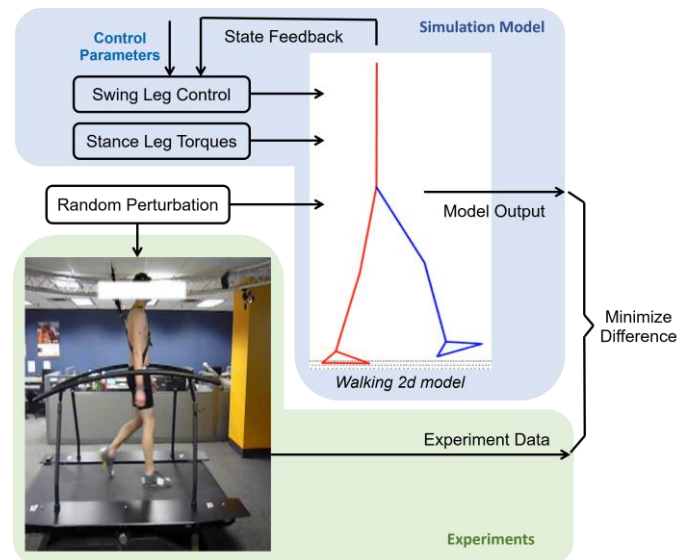 Control
Parameters
State Feedback
Simulation Model
Swing Leg Control
Stance Leg Torques
Random Perturbation
Model Output
Minimize
Difference
Walking 2d model
Experiment Data
Experiments